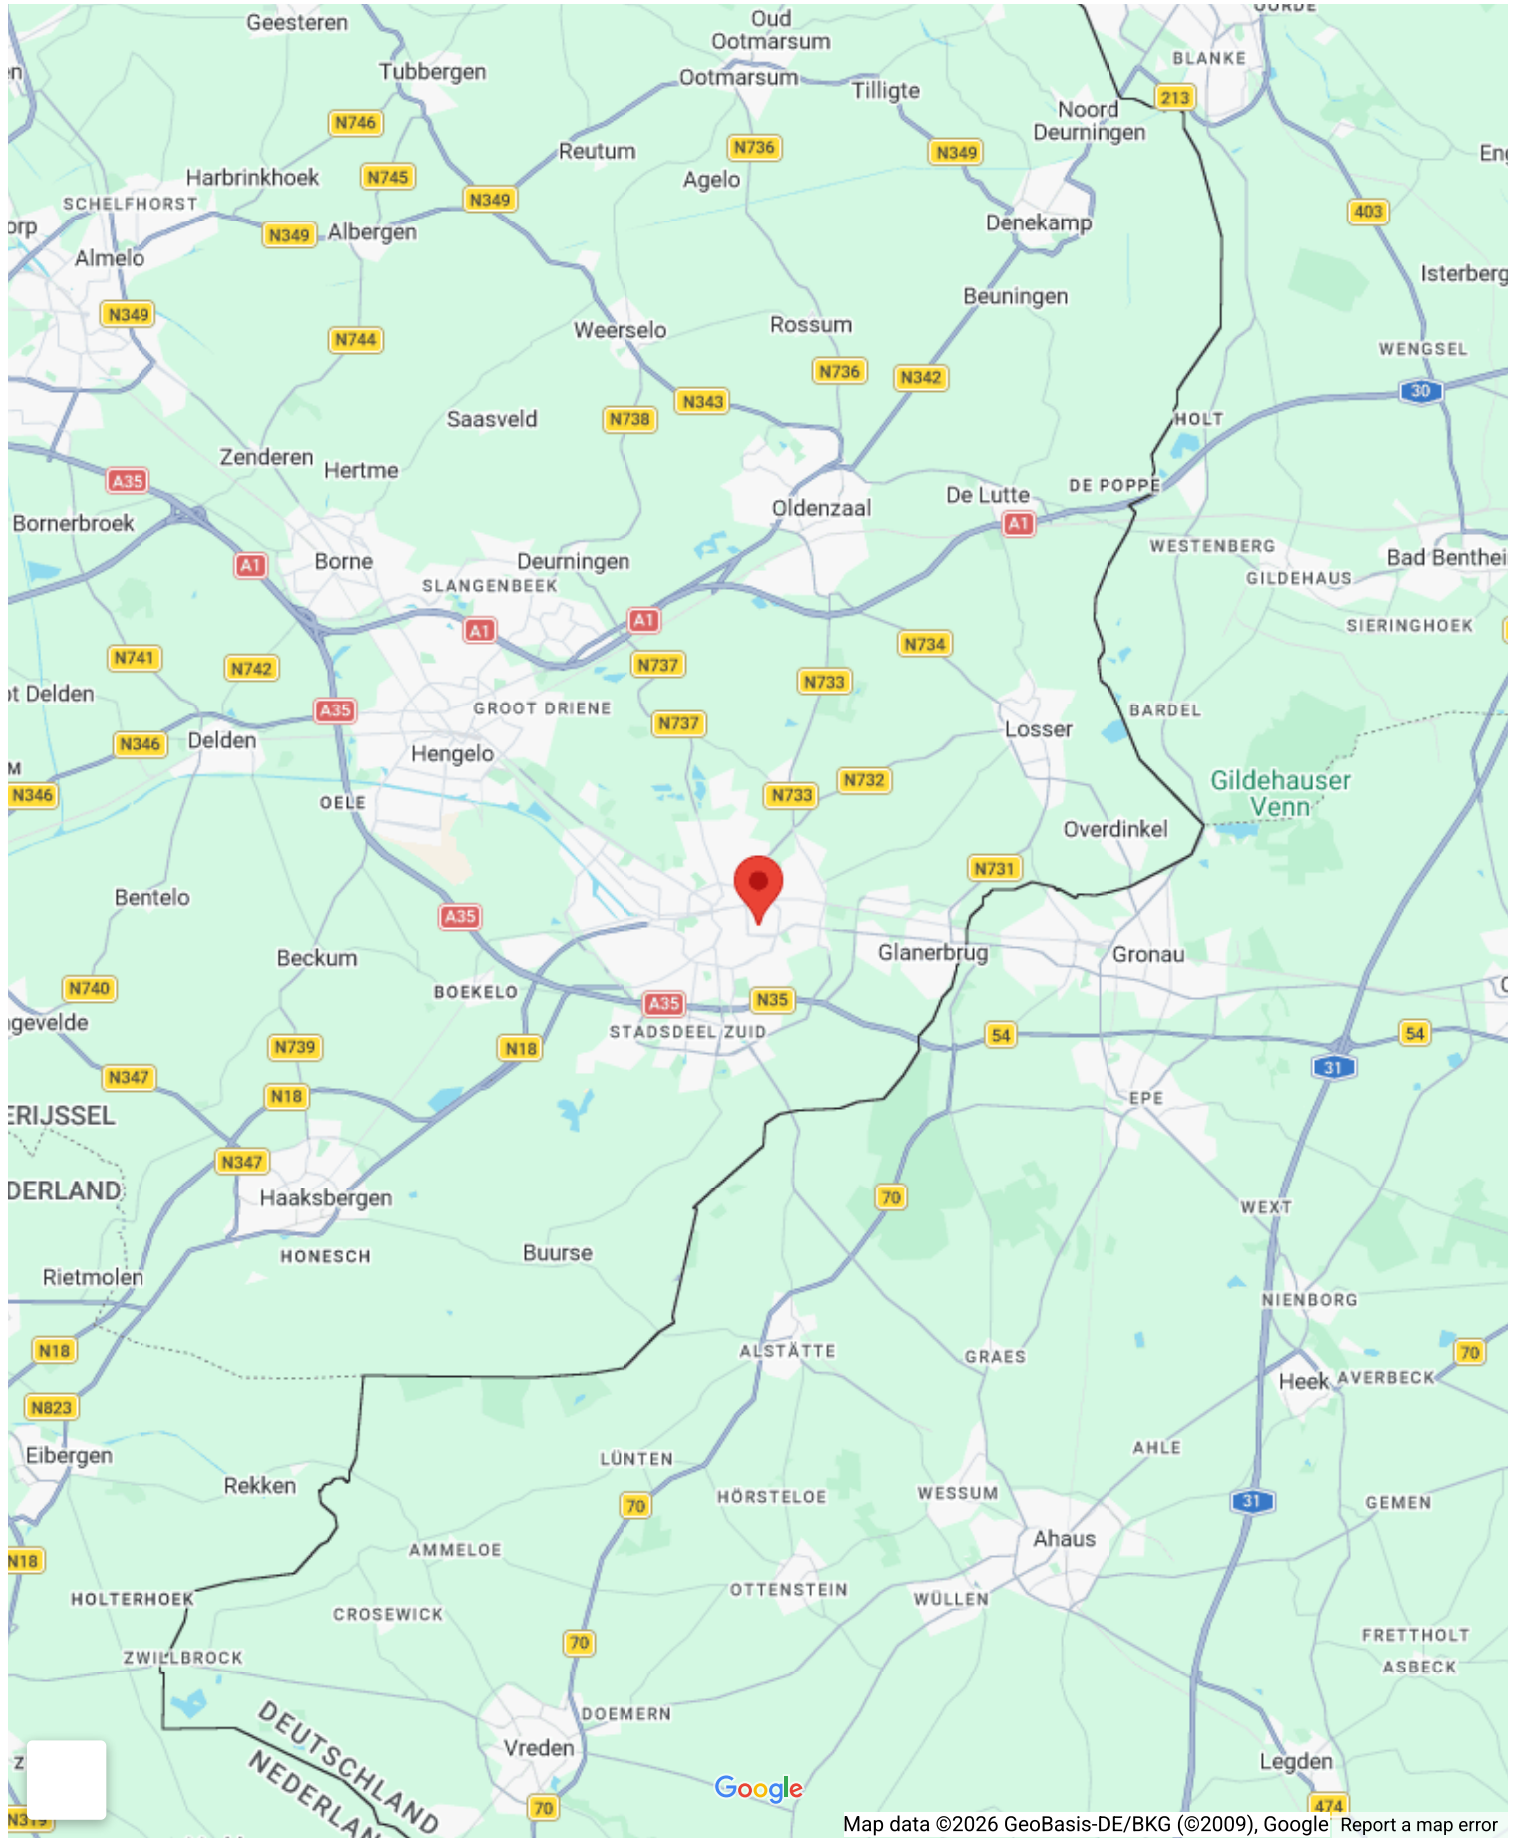 Geesteren
Oud
Ootmarsum
BLANKE
Tubbergen
Ootmarsum
Tilligte
213
Noord
Deurningen
N746
Reutum
N736
N349
Harbrinkhoek
N745
Agelo
SCHELFHORST
N349
403
Denekamp
N349
Albergen
Almelo
Isterberg
Beuningen
N349
Weerselo
Rossum
N744
WENGSEL
N736
N342
30
N343
Saasveld
N738
HOLT
Zenderen
Hertme
A35
DE POPPE
De Lutte
Oldenzaal
Bornerbroek
A1
WESTENBERG
Borne
A1
Deurningen
Bad Benthei
SLANGENBEEK
GILDEHAUS
A1
A1
SIERINGHOEK
N734
N741
N742
N737
N733
ot Delden
A35
GROOT DRIENE
BARDEL
N737
Losser
N346
Delden
Hengelo
M
N346
OELE
N733
N732
Gildehauser
Venn
Overdinkel
N731
Bentelo
A35
Glanerbrug
Gronau
Beckum
N740
BOEKELO
A35
N35
ngevelde
STADSDEEL ZUID
54
54
N739
N18
31
N347
N18
EPE
ERIJSSEL
N347
DERLAND
Haaksbergen
70
WEXT
HONESCH
Buurse
Rietmolen
NIENBORG
N18
ALSTÄTTE
GRAES
70
Heek
AVERBECK
N823
Eibergen
AHLE
LÜNTEN
Rekken
HÖRSTELOE
WESSUM
70
31
GEMEN
Ahaus
AMMELOE
N18
OTTENSTEIN
HOLTERHOEK
WÜLLEN
CROSEWICK
70
FRETTHOLT
ZWILLBROCK
ASBECK
DOEMERN
DEUTSCHLAND
NEDERLAN
Vreden
Legden
Google
70
474
N319
Map data ©2026 GeoBasis-DE/BKG (©2009), Google
Report a map error